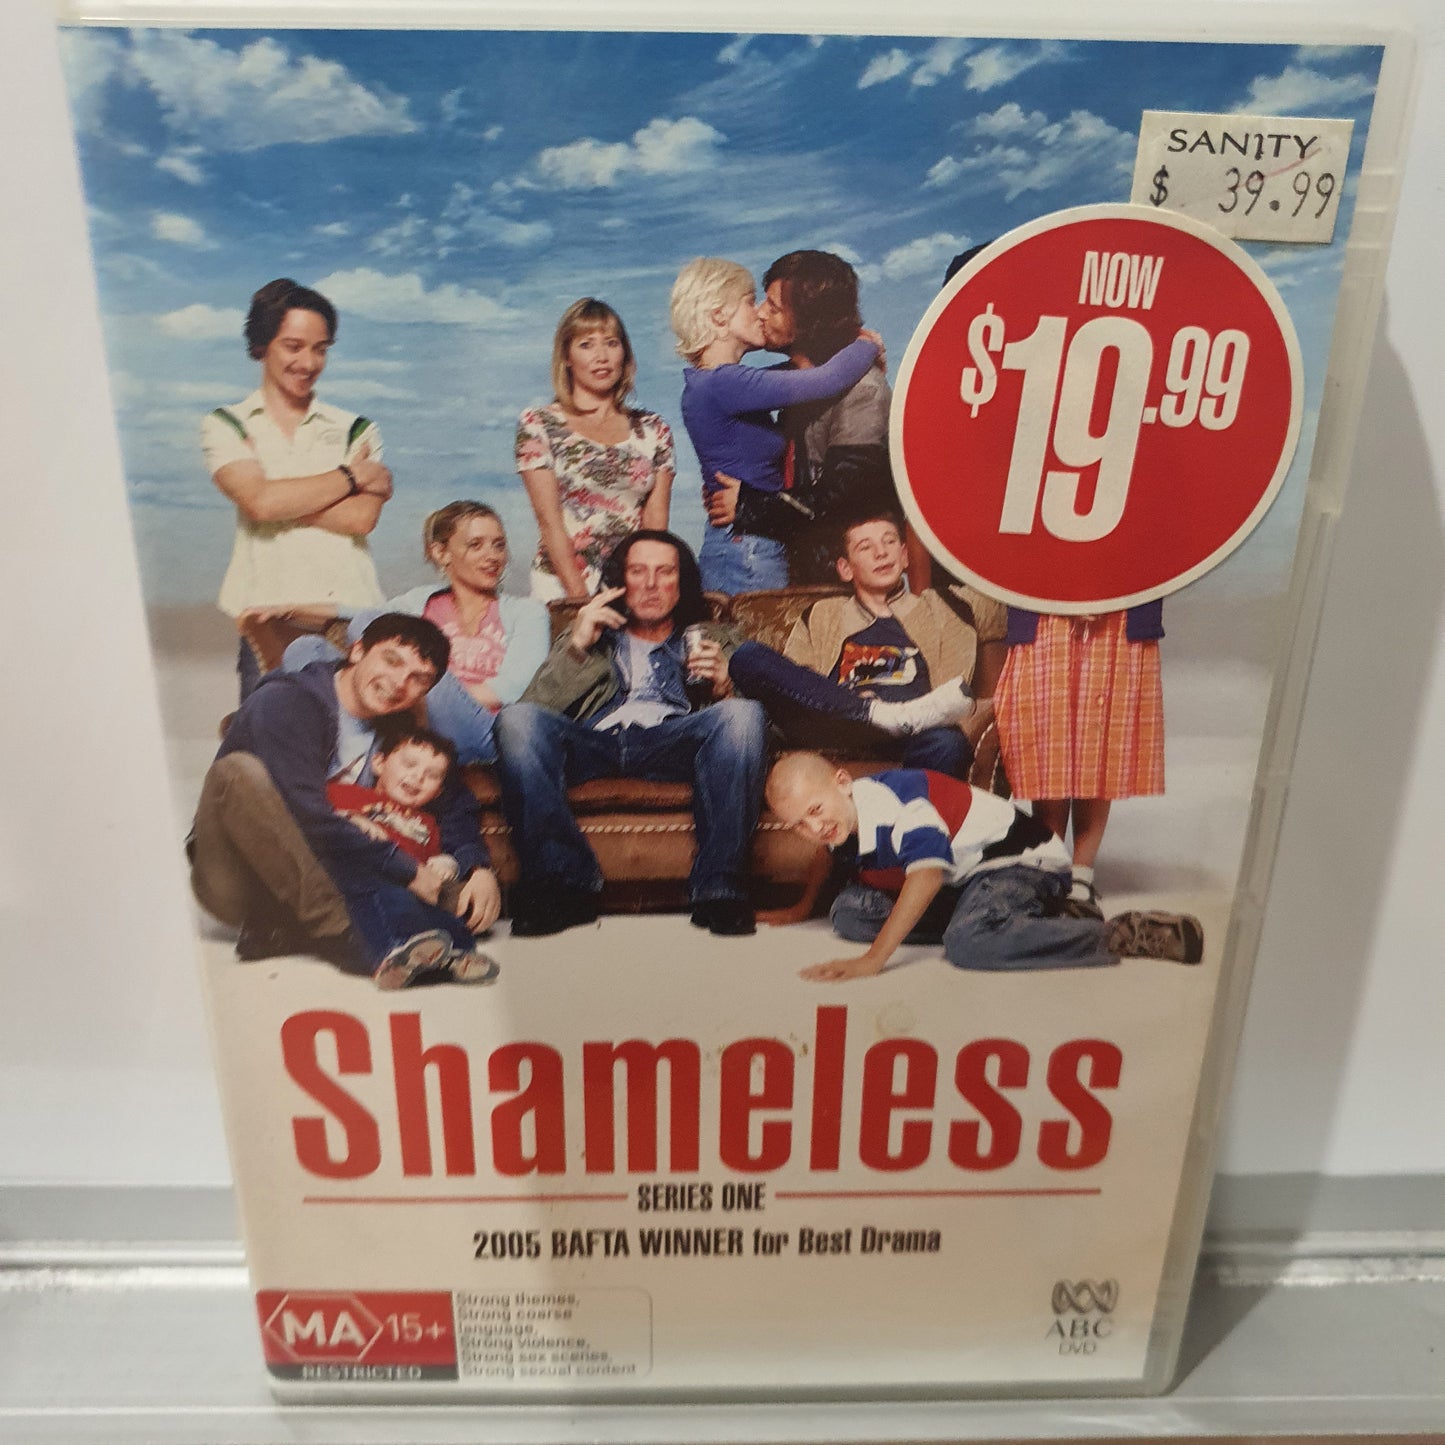 SANITY
$ 39.99
NOW
$19.99
Shameless
SERIES ONE
2005 BAFTA WINNER for Best Drama
MA 15+
RESTRICTED
Strong themes,
Strong coarse
language,
Strong violence,
Strong sex scenes,
Strong sexual content
ABC
DVD